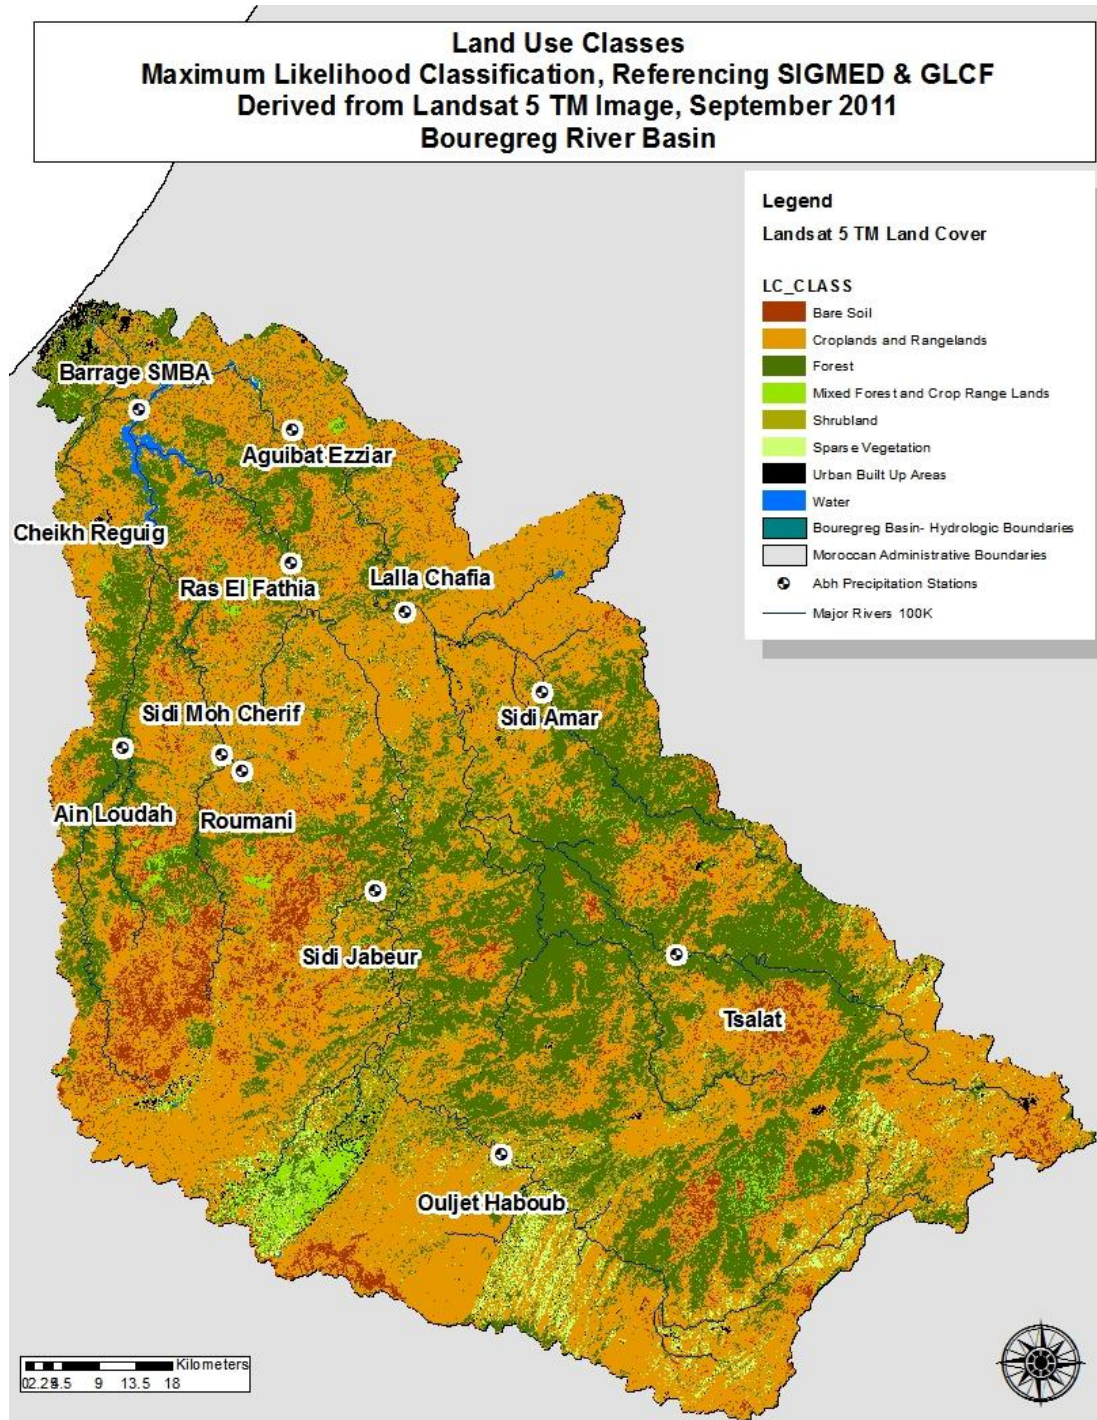 Land Use Classes
Maximum Likelihood Classification, Referencing SIGMED & GLCF
Derived from Landsat 5 TM Image, September 2011
Bouregreg River Basin
Legend
Landsat 5 TM Land Cover
LC_CLASS
Bare Soil
Croplands and Rangelands
Forest
Mixed Forest and Crop Range Lands
Shrubland
Sparse Vegetation
Urban Built Up Areas
Water
Bouregreg Basin- Hydrologic Boundaries
Moroccan Administrative Boundaries
Abh Precipitation Stations
Major Rivers 100K
Barrage SMBA
Aguibat Ezziar
Cheikh Reguig
Ras El Fathia
Lalla Chafia
Sidi Moh Cherif
Sidi Amar
Ain Loudah
Roumani
Sidi Jabeur
Tsalat
Ouljet Haboub
Kilometers
9 13.5 18